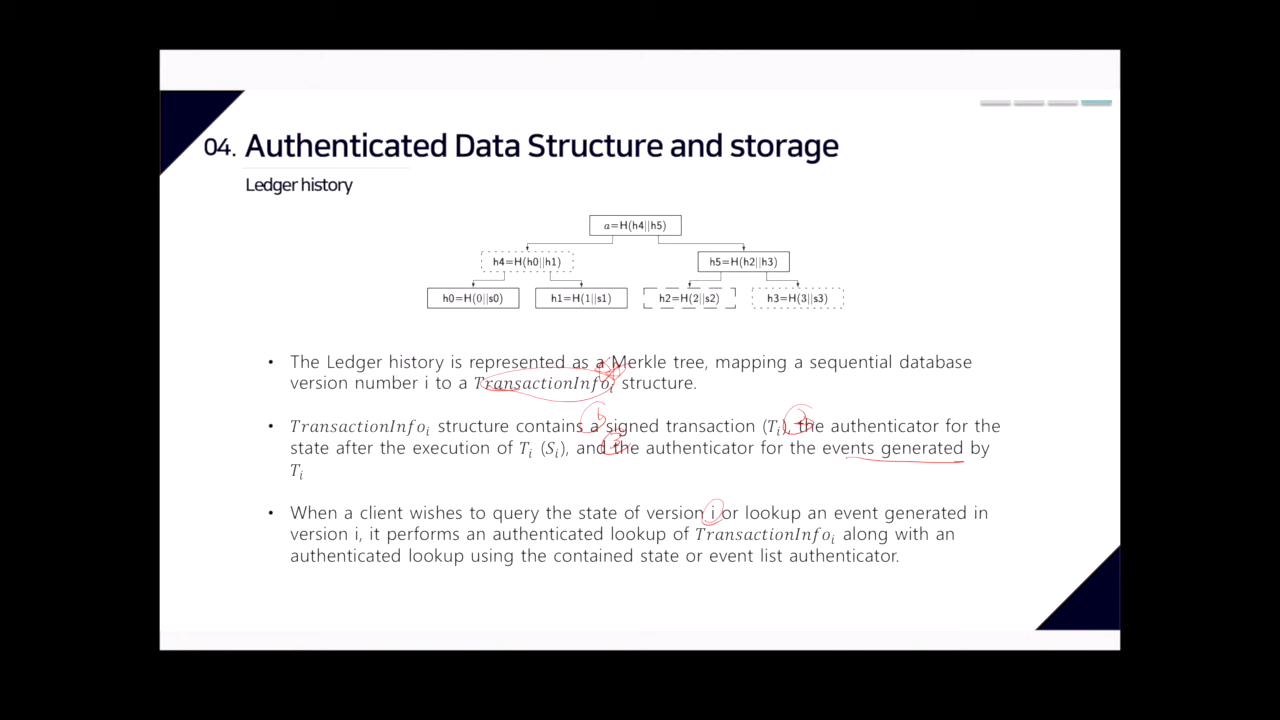 04. Authenticated Data Structure and storage
Ledger history
a=H(h4||h5)
h4=H(h0||h1) h5=H(h2||h3)
h0=H(0||s0) h1=H(1||s1) h2=H(2||s2) h3=H(3||s3)
• The Ledger history is represented as a Merkle tree, mapping a sequential database
version number i to a TransactionInfoᵢ structure.
• TransactionInfoᵢ structure contains a signed transaction (Tᵢ), the authenticator for the
state after the execution of Tᵢ (Sᵢ), and the authenticator for the events generated by
Tᵢ
• When a client wishes to query the state of version i or lookup an event generated in
version i, it performs an authenticated lookup of TransactionInfoᵢ along with an
authenticated lookup using the contained state or event list authenticator.